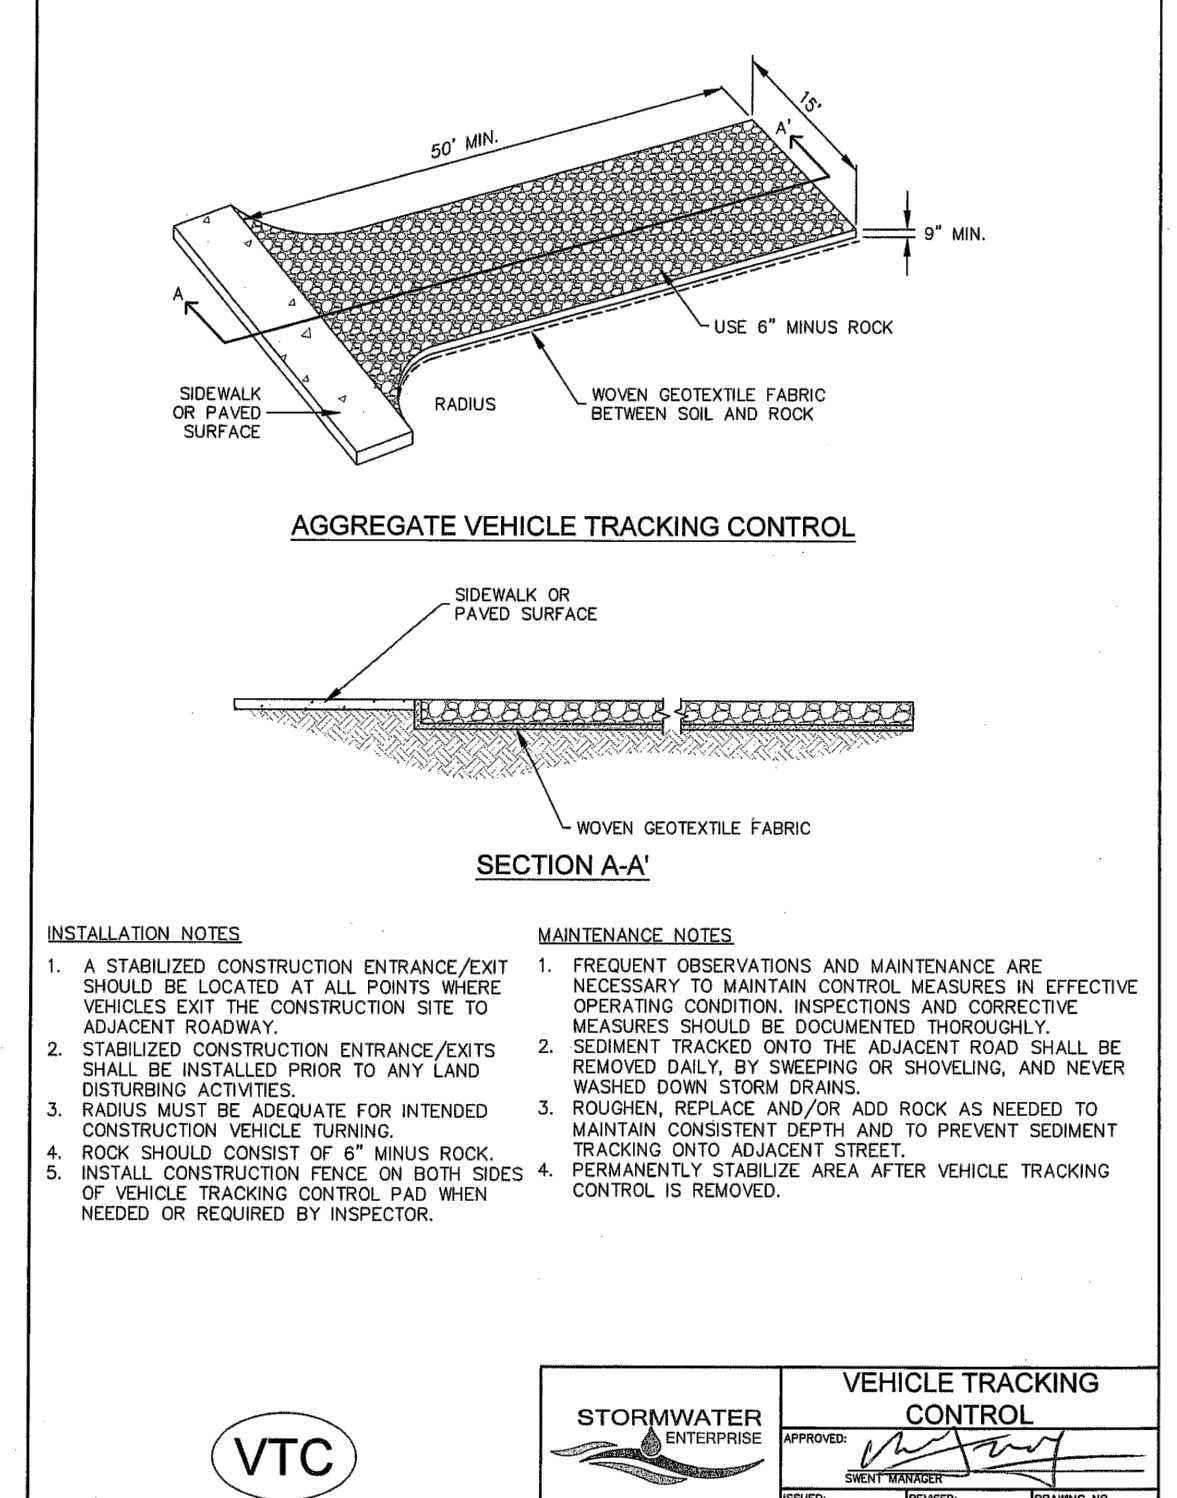 50' MIN.
15'
A'
9" MIN.
A
USE 6" MINUS ROCK
SIDEWALK
OR PAVED
SURFACE
RADIUS
WOVEN GEOTEXTILE FABRIC
BETWEEN SOIL AND ROCK
AGGREGATE VEHICLE TRACKING CONTROL
SIDEWALK OR
PAVED SURFACE
WOVEN GEOTEXTILE FABRIC
SECTION A-A'
INSTALLATION NOTES
1. A STABILIZED CONSTRUCTION ENTRANCE/EXIT
SHOULD BE LOCATED AT ALL POINTS WHERE
VEHICLES EXIT THE CONSTRUCTION SITE TO
ADJACENT ROADWAY.
2. STABILIZED CONSTRUCTION ENTRANCE/EXITS
SHALL BE INSTALLED PRIOR TO ANY LAND
DISTURBING ACTIVITIES.
3. RADIUS MUST BE ADEQUATE FOR INTENDED
CONSTRUCTION VEHICLE TURNING.
4. ROCK SHOULD CONSIST OF 6" MINUS ROCK.
5. INSTALL CONSTRUCTION FENCE ON BOTH SIDES
OF VEHICLE TRACKING CONTROL PAD WHEN
NEEDED OR REQUIRED BY INSPECTOR.
MAINTENANCE NOTES
1. FREQUENT OBSERVATIONS AND MAINTENANCE ARE
NECESSARY TO MAINTAIN CONTROL MEASURES IN EFFECTIVE
OPERATING CONDITION. INSPECTIONS AND CORRECTIVE
MEASURES SHOULD BE DOCUMENTED THOROUGHLY.
2. SEDIMENT TRACKED ONTO THE ADJACENT ROAD SHALL BE
REMOVED DAILY, BY SWEEPING OR SHOVELING, AND NEVER
WASHED DOWN STORM DRAINS.
3. ROUGHEN, REPLACE AND/OR ADD ROCK AS NEEDED TO
MAINTAIN CONSISTENT DEPTH AND TO PREVENT SEDIMENT
TRACKING ONTO ADJACENT STREET.
4. PERMANENTLY STABILIZE AREA AFTER VEHICLE TRACKING
CONTROL IS REMOVED.
VTC
STORMWATER
ENTERPRISE
VEHICLE TRACKING
CONTROL
APPROVED:
SWENT MANAGER
ISSUED:
REVISED:
DRAWING NO.